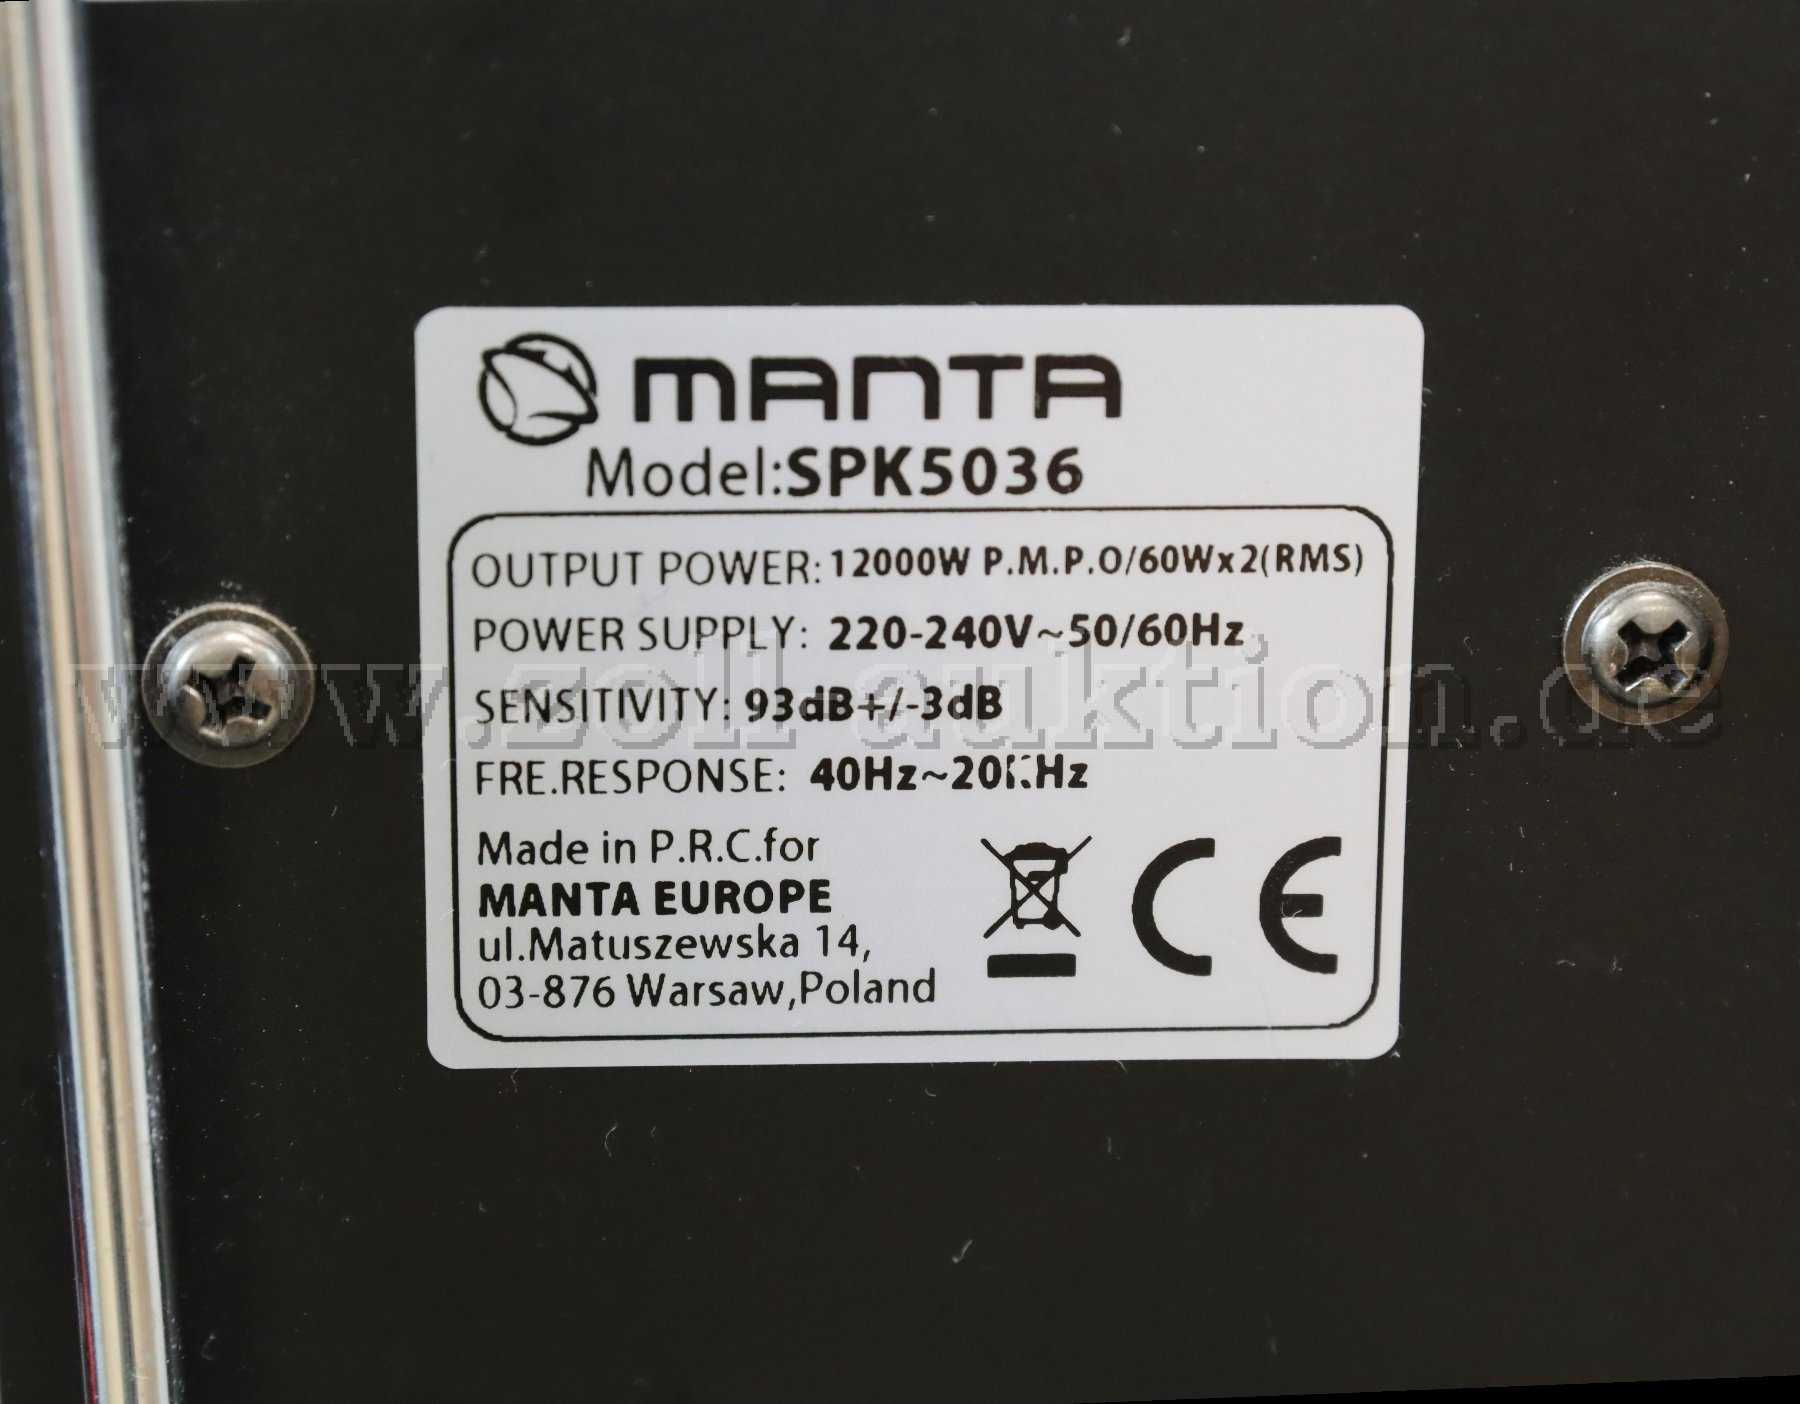 MANTA
Model:SPK5036
OUTPUT POWER: 12000W P.M.P.O/60Wx2(RMS)
POWER SUPPLY: 220-240V~50/60Hz
SENSITIVITY: 93dB+/-3dB
FRE.RESPONSE: 40Hz~20KHz
Made in P.R.C.for
MANTA EUROPE
ul.Matuszewska 14,
03-876 Warsaw,Poland
CE
www.zoll-auktion.de